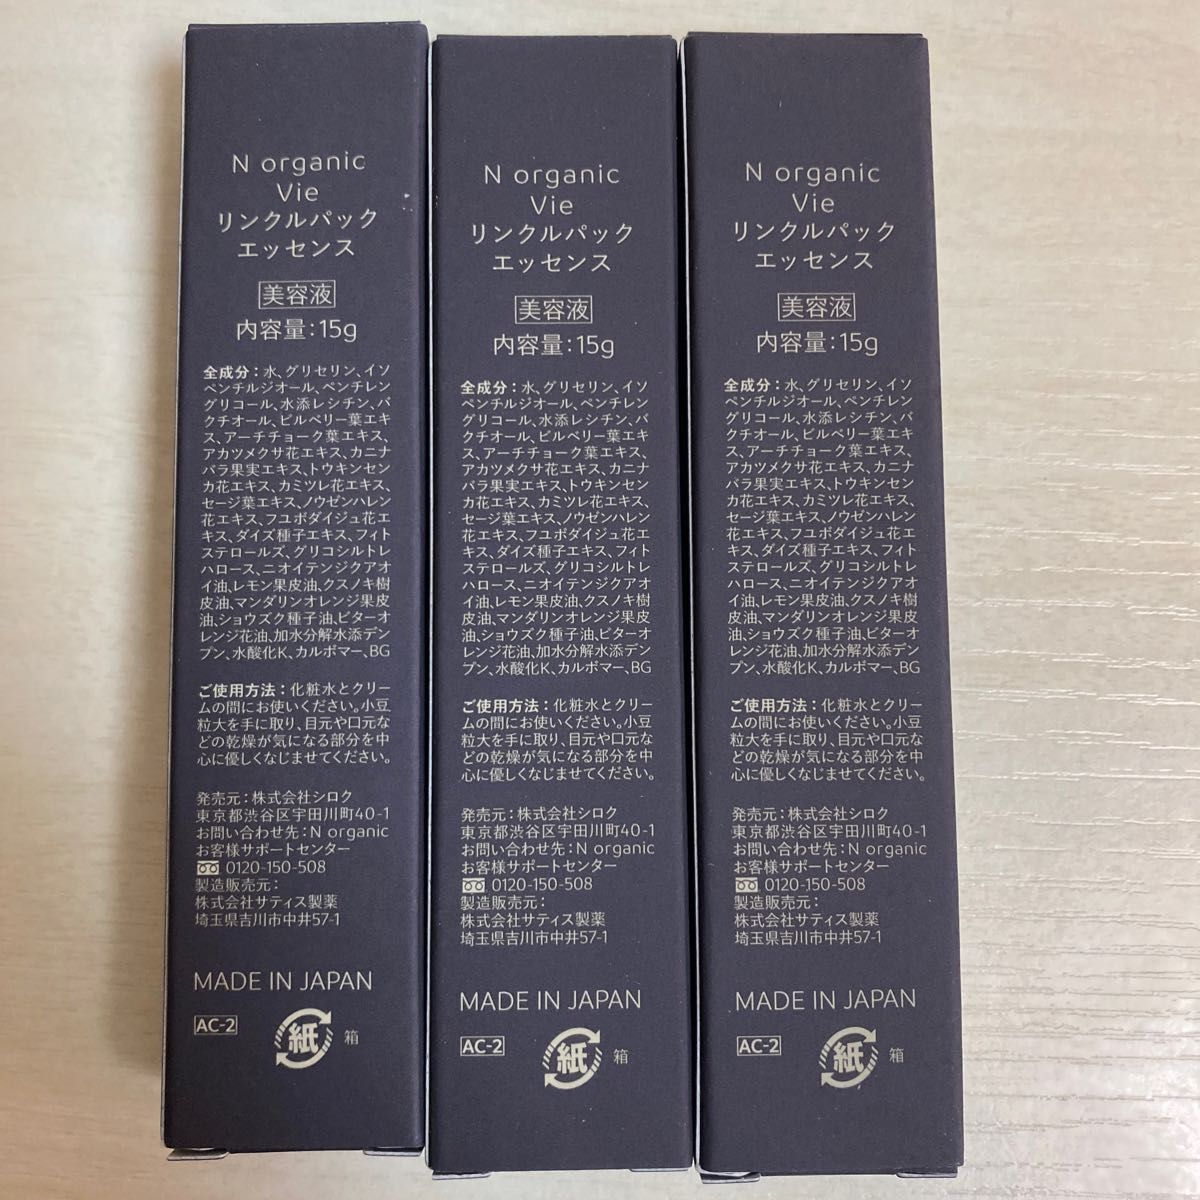 N organic
Vie
リンクルパック
エッセンス
美容液
内容量:15g
全成分:水、グリセリン、イソ
ペンチルジオール、ペンチレン
グリコール、水添レシチン、バ
クチオール、ビルベリー葉エキ
ス、アーチチョーク葉エキス、
アカツメクサ花エキス、カニナ
バラ果実エキス、トウキンセン
カ花エキス、カミツレ花エキス、
セージ葉エキス、ノウゼンハレン
花エキス、フユボダイジュ花エ
キス、ダイズ種子エキス、フィト
ステロールズ、グリコシルトレ
ハロース、ニオイテンジクアオ
イ油、レモン果皮油、クスノキ樹
皮油、マンダリンオレンジ果皮
油、ショウズク種子油、ビターオ
レンジ花油、加水分解水添デン
プン、水酸化K、カルボマー、BG
ご使用方法:化粧水とクリー
ムの間にお使いください。小豆
粒大を手に取り、目元や口元な
どの乾燥が気になる部分を中
心に優しくなじませてください。
発売元:株式会社シロク
東京都渋谷区宇田川町40-1
お問い合わせ先:N organic
お客様サポートセンター
0120-150-508
製造販売元:
株式会社サティス製薬
埼玉県吉川市中井57-1
MADE IN JAPAN
AC-2
紙 箱
N organic
Vie
リンクルパック
エッセンス
美容液
内容量:15g
全成分:水、グリセリン、イソ
ペンチルジオール、ペンチレン
グリコール、水添レシチン、バ
クチオール、ビルベリー葉エキ
ス、アーチチョーク葉エキス、
アカツメクサ花エキス、カニナ
バラ果実エキス、トウキンセン
カ花エキス、カミツレ花エキス、
セージ葉エキス、ノウゼンハレン
花エキス、フユボダイジュ花エ
キス、ダイズ種子エキス、フィト
ステロールズ、グリコシルトレ
ハロース、ニオイテンジクアオ
イ油、レモン果皮油、クスノキ樹
皮油、マンダリンオレンジ果皮
油、ショウズク種子油、ビターオ
レンジ花油、加水分解水添デン
プン、水酸化K、カルボマー、BG
ご使用方法:化粧水とクリー
ムの間にお使いください。小豆
粒大を手に取り、目元や口元な
どの乾燥が気になる部分を中
心に優しくなじませてください。
発売元:株式会社シロク
東京都渋谷区宇田川町40-1
お問い合わせ先:N organic
お客様サポートセンター
0120-150-508
製造販売元:
株式会社サティス製薬
埼玉県吉川市中井57-1
MADE IN JAPAN
AC-2
紙 箱
N organic
Vie
リンクルパック
エッセンス
美容液
内容量:15g
全成分:水、グリセリン、イソ
ペンチルジオール、ペンチレン
グリコール、水添レシチン、バ
クチオール、ビルベリー葉エキ
ス、アーチチョーク葉エキス、
アカツメクサ花エキス、カニナ
バラ果実エキス、トウキンセン
カ花エキス、カミツレ花エキス、
セージ葉エキス、ノウゼンハレン
花エキス、フユボダイジュ花エ
キス、ダイズ種子エキス、フィト
ステロールズ、グリコシルトレ
ハロース、ニオイテンジクアオ
イ油、レモン果皮油、クスノキ樹
皮油、マンダリンオレンジ果皮
油、ショウズク種子油、ビターオ
レンジ花油、加水分解水添デン
プン、水酸化K、カルボマー、BG
ご使用方法:化粧水とクリー
ムの間にお使いください。小豆
粒大を手に取り、目元や口元な
どの乾燥が気になる部分を中
心に優しくなじませてください。
発売元:株式会社シロク
東京都渋谷区宇田川町40-1
お問い合わせ先:N organic
お客様サポートセンター
0120-150-508
製造販売元:
株式会社サティス製薬
埼玉県吉川市中井57-1
MADE IN JAPAN
AC-2
紙 箱